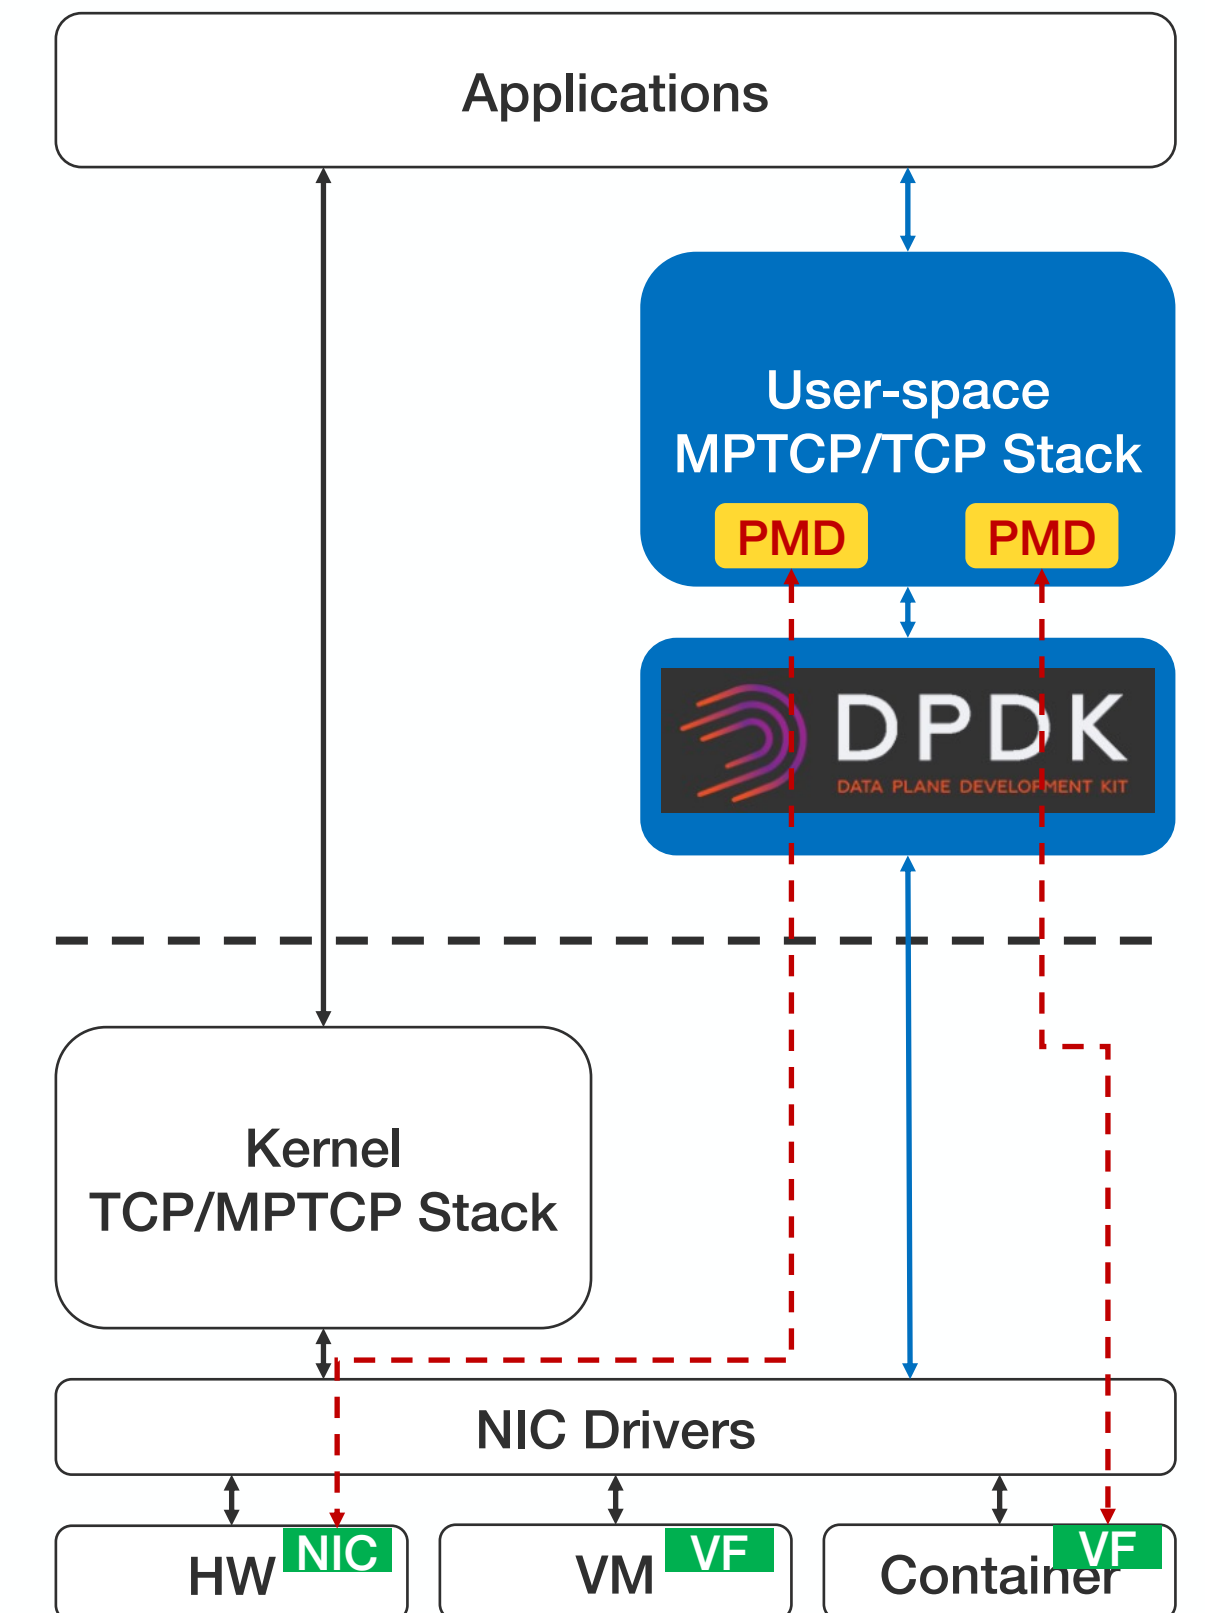 Applications
User-space
MPTCP/TCP Stack
PMD PMD
DPDK
DATA PLANE DEVELOPMENT KIT
Kernel
TCP/MPTCP Stack
NIC Drivers
HW NIC VM VF Container VF